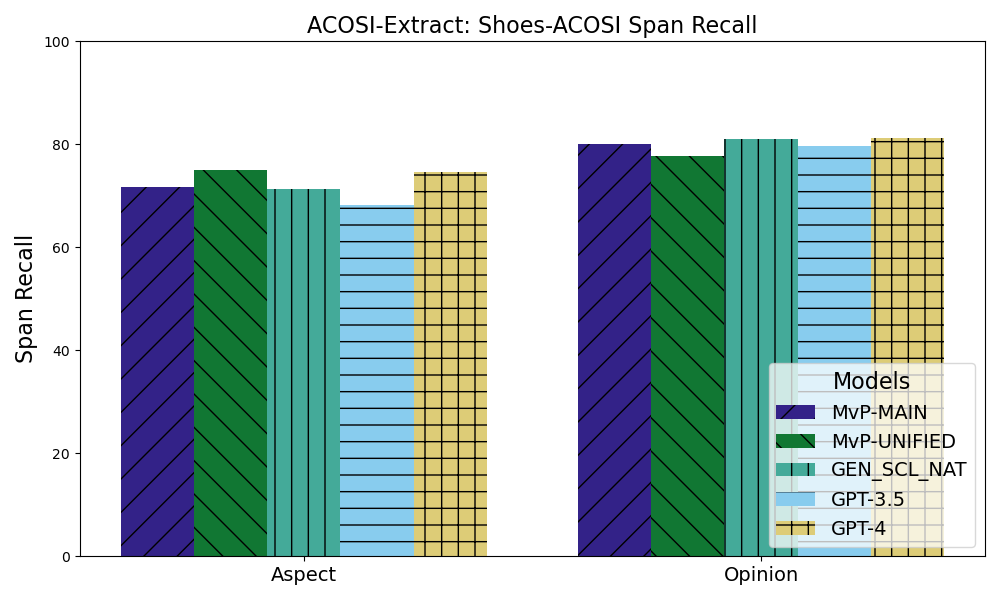 ACOSI-Extract: Shoes-ACOSI Span Recall
Span Recall
100
80
60
40
20
0
Aspect
Opinion
Models
MvP-MAIN
MvP-UNIFIED
GEN_SCL_NAT
GPT-3.5
GPT-4